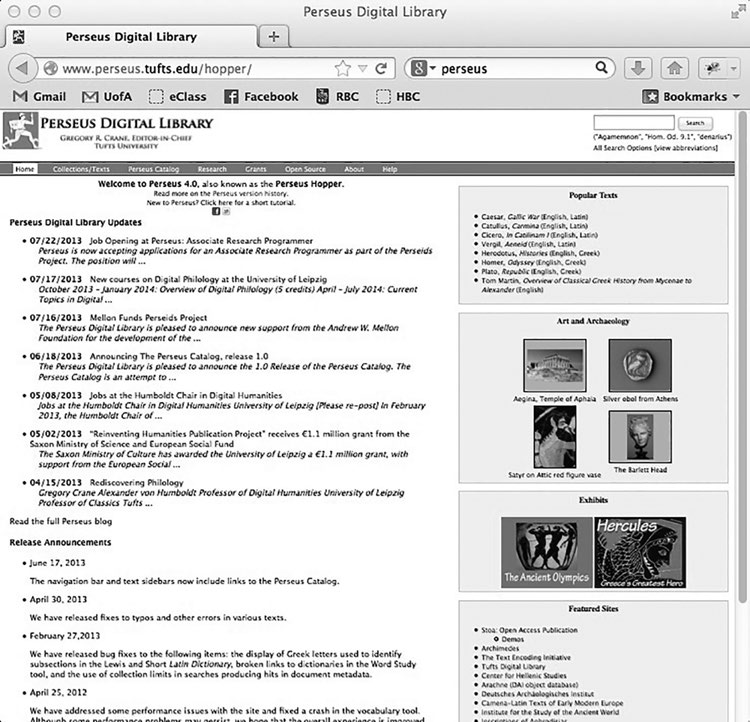 Perseus Digital Library
Perseus Digital Library
www.perseus.tufts.edu/hopper/
perseus
Gmail
UofA
eClass
Facebook
RBC
HBC
Bookmarks
PERSEUS DIGITAL LIBRARY
GREGORY R. CRANE, EDITOR-IN-CHIEF
TUFTS UNIVERSITY
Search
("Agamemnon", "Hom. Od. 9.1", "denarius")
All Search Options [view abbreviations]
Home Collections/Texts Perseus Catalog Research Grants Open Source About Help
Welcome to Perseus 4.0, also known as the Perseus Hopper.
Read more on the Perseus version history.
New to Perseus? Click here for a short tutorial.
Perseus Digital Library Updates
• 07/22/2013 Job Opening at Perseus: Associate Research Programmer
Perseus is now accepting applications for an Associate Research Programmer as part of the Perseids
Project. The position will ...
• 07/17/2013 New courses on Digital Philology at the University of Leipzig
October 2013 – January 2014: Overview of Digital Philology (5 credits) April – July 2014: Current
Topics in Digital ...
• 07/16/2013 Mellon Funds Perseids Project
The Perseus Digital Library is pleased to announce new support from the Andrew W. Mellon
Foundation for the development of the ...
• 06/18/2013 Announcing The Perseus Catalog, release 1.0
The Perseus Digital Library is pleased to announce the 1.0 Release of the Perseus Catalog. The
Perseus Catalog is an attempt to ...
• 05/08/2013 Jobs at the Humboldt Chair in Digital Humanities
Jobs at the Humboldt Chair in Digital Humanities University of Leipzig [Please re-post] In February
2013, the Humboldt Chair of ...
• 05/02/2013 "Reinventing Humanities Publication Project" receives €1.1 million grant from the
Saxon Ministry of Science and European Social Fund
The Saxon Ministry of Culture has awarded the University of Leipzig a €1.1 million grant, with
support from the European Social ...
• 04/15/2013 Rediscovering Philology
Gregory Crane Alexander von Humboldt Professor of Digital Humanities University of Leipzig
Professor of Classics Tufts ...
Read the full Perseus blog
Release Announcements
• June 17, 2013
The navigation bar and text sidebars now include links to the Perseus Catalog.
• April 30, 2013
We have released fixes to typos and other errors in various texts.
• February 27,2013
We have released bug fixes to the following items: the display of Greek letters used to identify
subsections in the Lewis and Short Latin Dictionary, broken links to dictionaries in the Word Study
tool, and the use of collection limits in searches producing hits in document metadata.
• April 25, 2012
We have addressed some performance issues with the site and fixed a crash in the vocabulary tool.
Although some performance problems may persist, we hope that the overall experience is improved
Popular Texts
• Caesar, Gallic War (English, Latin)
• Catullus, Carmina (English, Latin)
• Cicero, In Catilinam I (English, Latin)
• Vergil, Aeneid (English, Latin)
• Herodotus, Histories (English, Greek)
• Homer, Odyssey (English, Greek)
• Plato, Republic (English, Greek)
• Tom Martin, Overview of Classical Greek History from Mycenae to
Alexander (English)
Art and Archaeology
Aegina, Temple of Aphaia
Silver obol from Athens
Satyr on Attic red figure vase
The Barlett Head
Exhibits
The Ancient Olympics
Hercules
Greece's Greatest Hero
Featured Sites
• Stoa: Open Access Publication
Demos
• Archimedes
• The Text Encoding Initiative
• Tufts Digital Library
• Center for Hellenic Studies
• Arachne (DAI object database)
• Deutsches Archäologisches Institut
• Camena-Latin Texts of Early Modern Europe
• Institute for the Study of the Ancient World
• Inscriptions of Aphrodisias